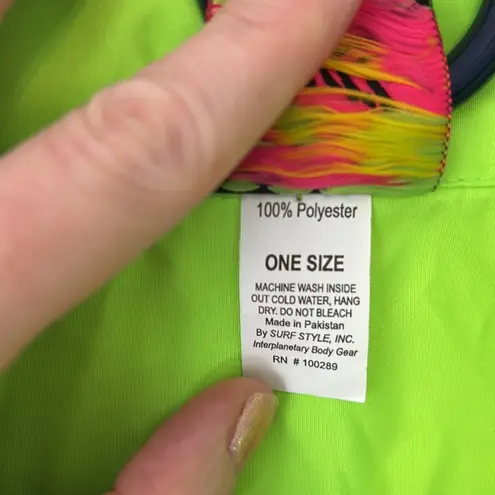 100% Polyester
ONE SIZE
MACHINE WASH INSIDE
OUT COLD WATER, HANG
DRY. DO NOT BLEACH
Made in Pakistan
By SURF STYLE, INC.
Interplanetary Body Gear
RN # 100289